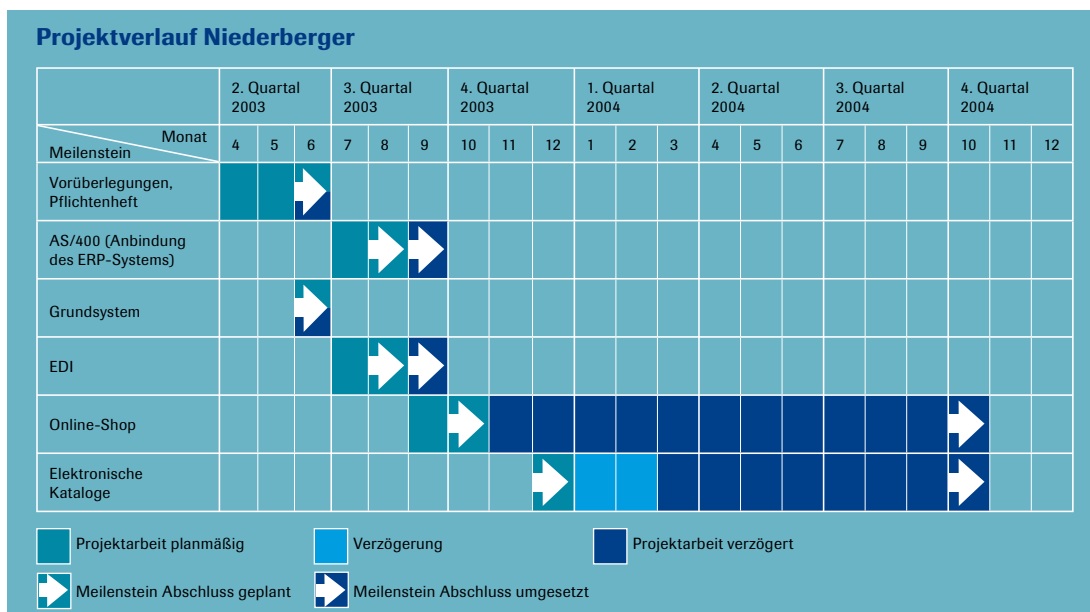 Projektverlauf Niederberger
2. Quartal 3. Quartal 4. Quartal 1. Quartal 2. Quartal 3. Quartal 4. Quartal
2003 2003 2003 2004 2004 2004 2004
Monat
Meilenstein
4 5 6 7 8 9 10 11 12 1 2 3 4 5 6 7 8 9 10 11 12
Vorüberlegungen,
Pflichtenheft
AS/400 (Anbindung
des ERP-Systems)
Grundsystem
EDI
Online-Shop
Elektronische
Kataloge
Projektarbeit planmäßig Verzögerung Projektarbeit verzögert
Meilenstein Abschluss geplant Meilenstein Abschluss umgesetzt